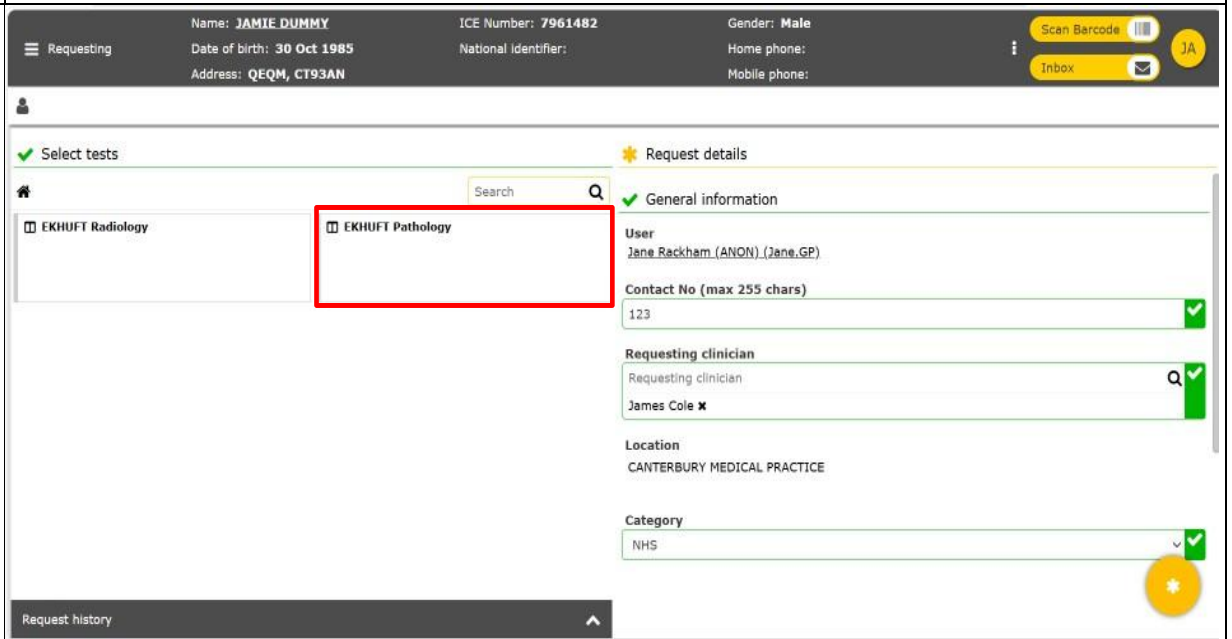 Requesting
Name: JAMIE DUMMY
Date of birth: 30 Oct 1985
Address: QEQM, CT93AN
ICE Number: 7961482
National identifier:
Gender: Male
Home phone:
Mobile phone:
Scan Barcode
Inbox
JA
Select tests
Search
EKHUFT Radiology
EKHUFT Pathology
Request history
Request details
General information
User
Jane Rackham (ANON) (Jane.GP)
Contact No (max 255 chars)
123
Requesting clinician
Requesting clinician
James Cole ✖
Location
CANTERBURY MEDICAL PRACTICE
Category
NHS